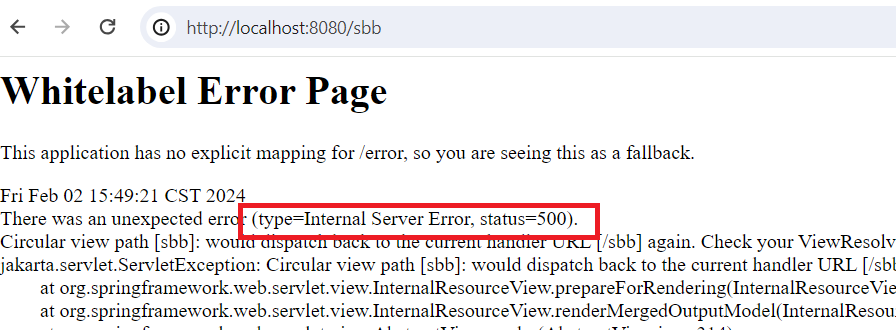 http://localhost:8080/sbb
Whitelabel Error Page
This application has no explicit mapping for /error, so you are seeing this as a fallback.
Fri Feb 02 15:49:21 CST 2024
There was an unexpected error (type=Internal Server Error, status=500).
Circular view path [sbb]: would dispatch back to the current handler URL [/sbb] again. Check your ViewResolv
jakarta.servlet.ServletException: Circular view path [sbb]: would dispatch back to the current handler URL [/sbb
at org.springframework.web.servlet.view.InternalResourceView.prepareForRendering(InternalResourceVie
at org.springframework.web.servlet.view.InternalResourceView.renderMergedOutputModel(InternalResou